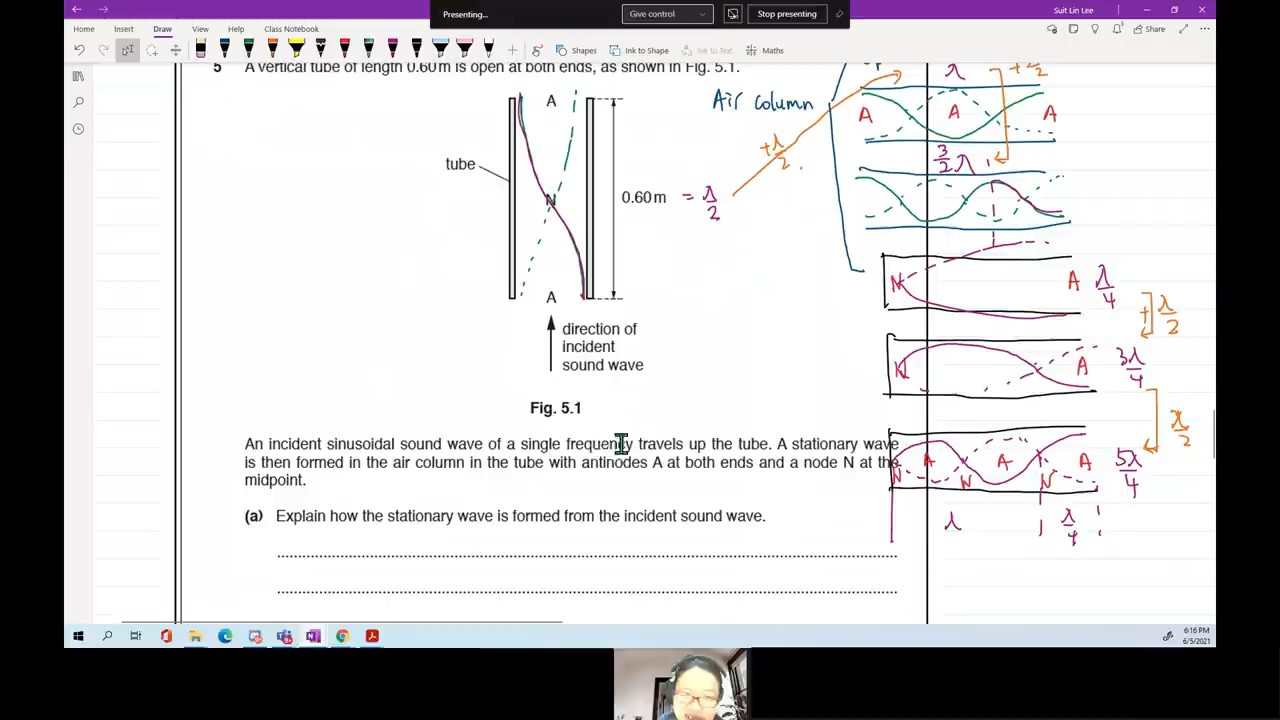 Presenting...
Give control
Stop presenting
Suit Lin Lee
Home Insert Draw View Help Class Notebook
Share
Shapes Ink to Shape Ink to Text Maths
5 A vertical tube of length 0.60 m is open at both ends, as shown in Fig. 5.1.
A
tube
N
0.60 m = λ/2
+λ/2
A
direction of
incident
sound wave
Fig. 5.1
An incident sinusoidal sound wave of a single frequency travels up the tube. A stationary wave
is then formed in the air column in the tube with antinodes A at both ends and a node N at the
midpoint.
(a) Explain how the stationary wave is formed from the incident sound wave.
Air column
λ +λ/2
A A A
3/2 λ
N A λ/4
+λ/2
N A 3λ/4
λ/2
A A A 5λ/4
N N N
λ λ/4
6:16 PM
6/5/2021